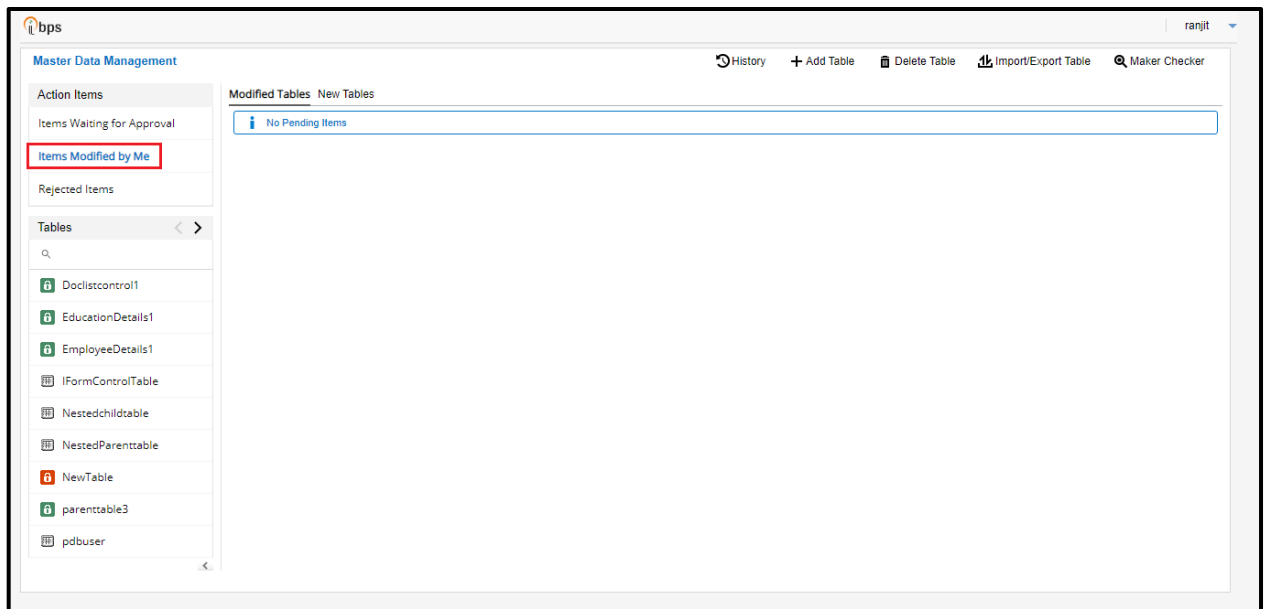 ibps
ranjit
Master Data Management
History
Add Table
Delete Table
Import/Export Table
Maker Checker
Action Items
Items Waiting for Approval
Items Modified by Me
Rejected Items
Modified Tables
New Tables
No Pending Items
Tables
Doclistcontrol1
EducationDetails1
EmployeeDetails1
IFormControlTable
Nestedchildtable
NestedParenttable
NewTable
parenttable3
pdbuser